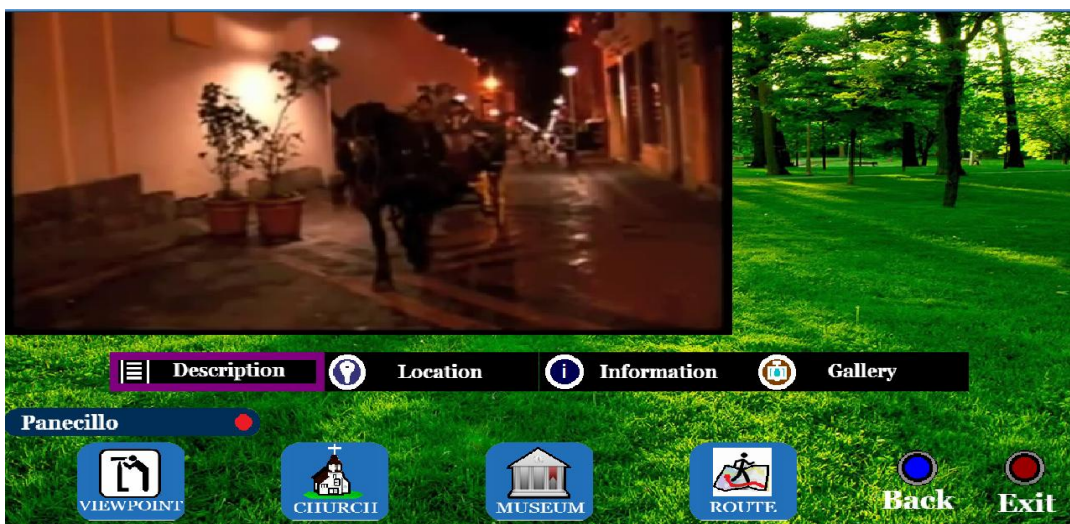 Description Location Information Gallery
Panecillo
VIEWPOINT CHURCH MUSEUM ROUTE Back Exit